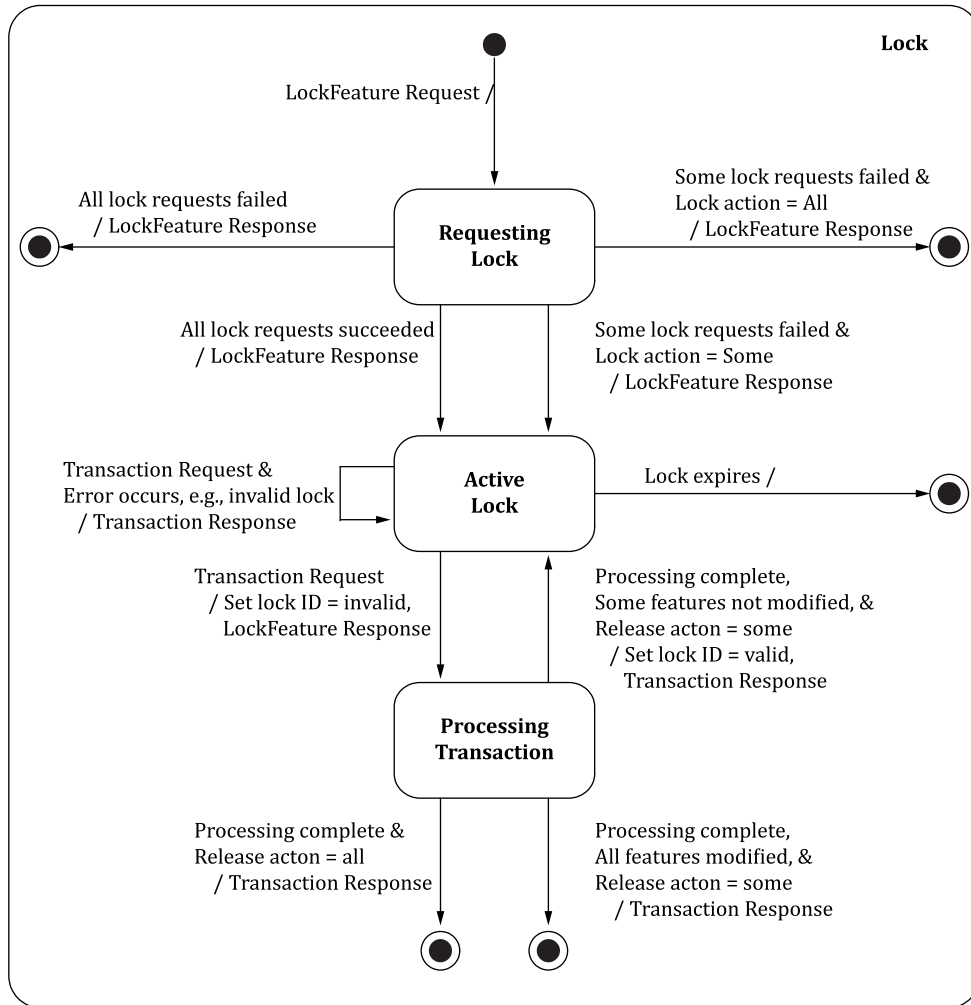 Lock
LockFeature Request /
All lock requests failed
/ LockFeature Response
Some lock requests failed &
Lock action = All
/ LockFeature Response
Requesting
Lock
All lock requests succeeded
/ LockFeature Response
Some lock requests failed &
Lock action = Some
/ LockFeature Response
Transaction Request &
Error occurs, e.g., invalid lock
/ Transaction Response
Active
Lock
Lock expires /
Transaction Request
/ Set lock ID = invalid,
LockFeature Response
Processing complete,
Some features not modified, &
Release acton = some
/ Set lock ID = valid,
Transaction Response
Processing
Transaction
Processing complete &
Release acton = all
/ Transaction Response
Processing complete,
All features modified, &
Release acton = some
/ Transaction Response